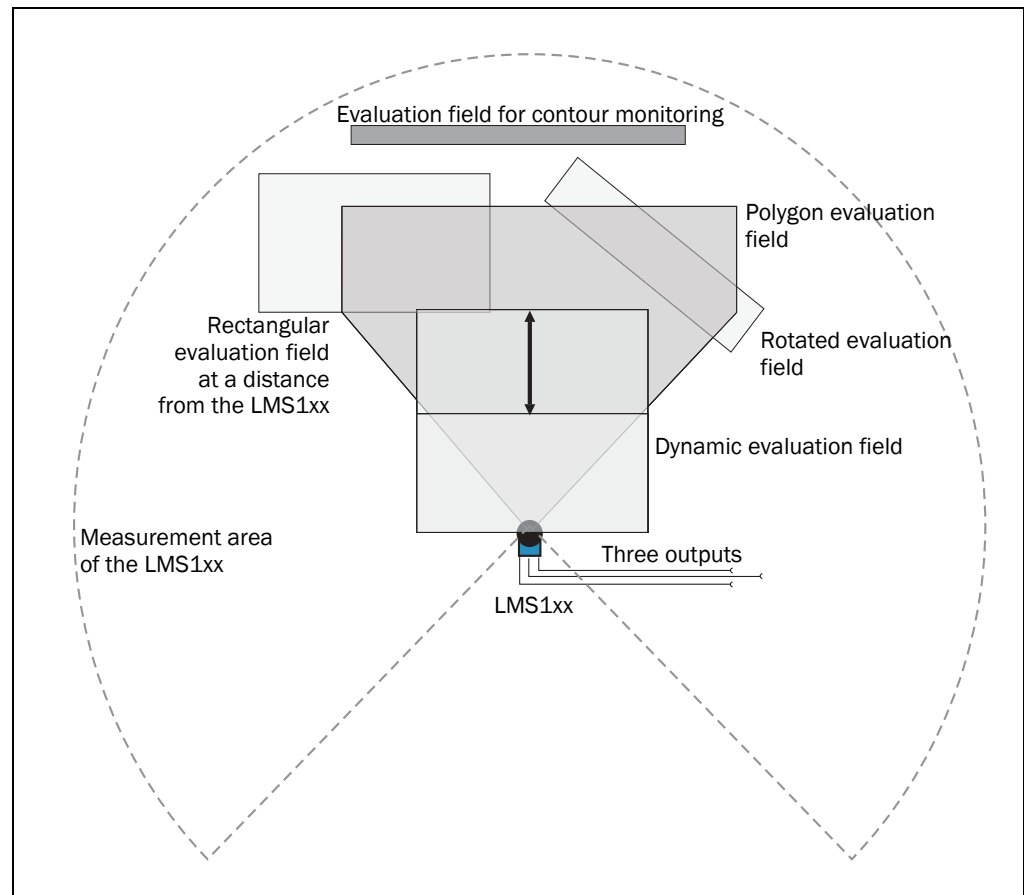 Evaluation field for contour monitoring
Polygon evaluation
field
Rectangular
evaluation field
at a distance
from the LMS1xx
Rotated evaluation
field
Dynamic evaluation field
Measurement area
of the LMS1xx
Three outputs
LMS1xx